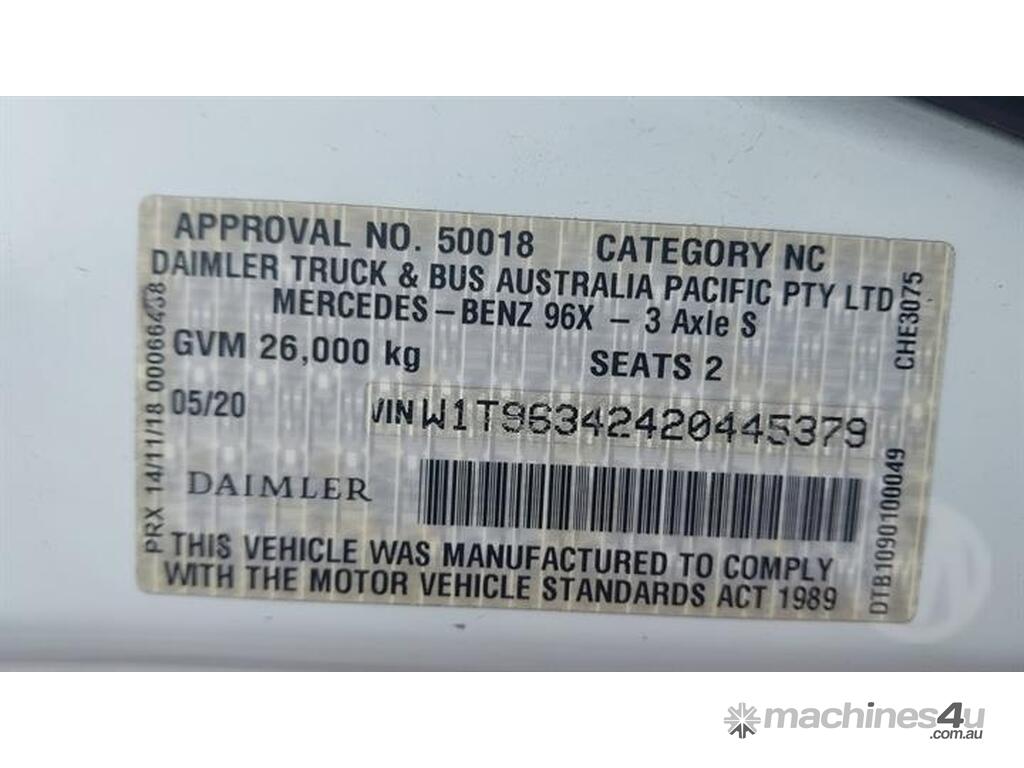 APPROVAL NO. 50018 CATEGORY NC
DAIMLER TRUCK & BUS AUSTRALIA PACIFIC PTY LTD
MERCEDES-BENZ 96X - 3 Axle S
GVM 26,000 kg SEATS 2
05/20 VIN W1T96342420445379
DAIMLER
THIS VEHICLE WAS MANUFACTURED TO COMPLY
WITH THE MOTOR VEHICLE STANDARDS ACT 1989
PRX 14/11/18 00066438
CHE3075
DTB1090100049
machines4u
.com.au